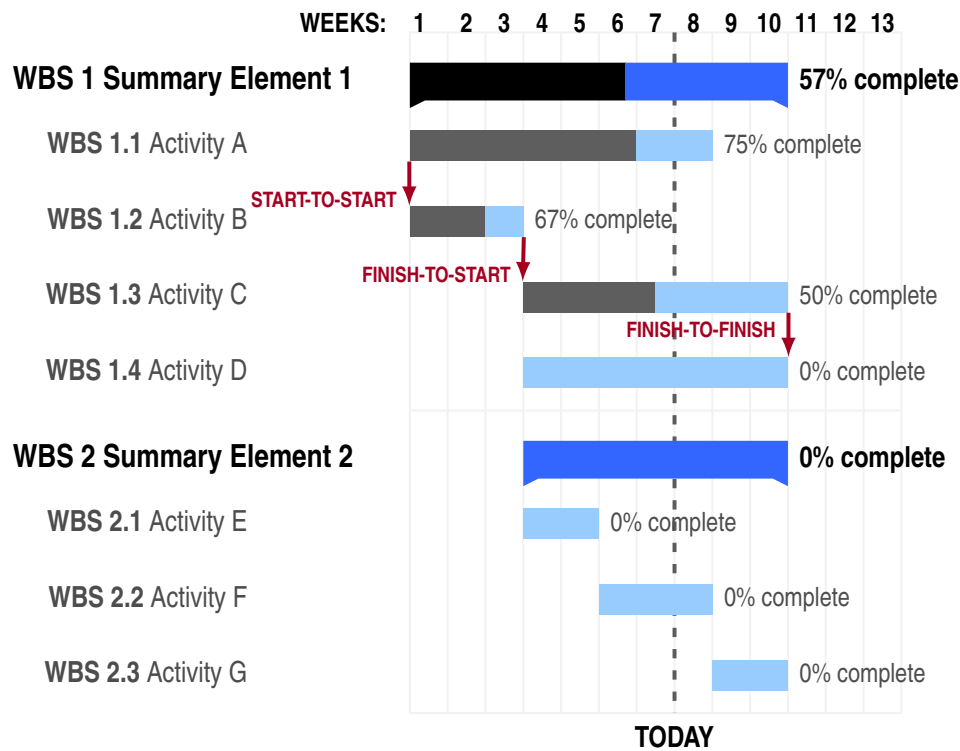 WEEKS: 1 2 3 4 5 6 7 8 9 10 11 12 13
WBS 1 Summary Element 1 57% complete
WBS 1.1 Activity A 75% complete
START-TO-START
WBS 1.2 Activity B 67% complete
FINISH-TO-START
WBS 1.3 Activity C 50% complete
FINISH-TO-FINISH
WBS 1.4 Activity D 0% complete
WBS 2 Summary Element 2 0% complete
WBS 2.1 Activity E 0% complete
WBS 2.2 Activity F 0% complete
WBS 2.3 Activity G 0% complete
TODAY